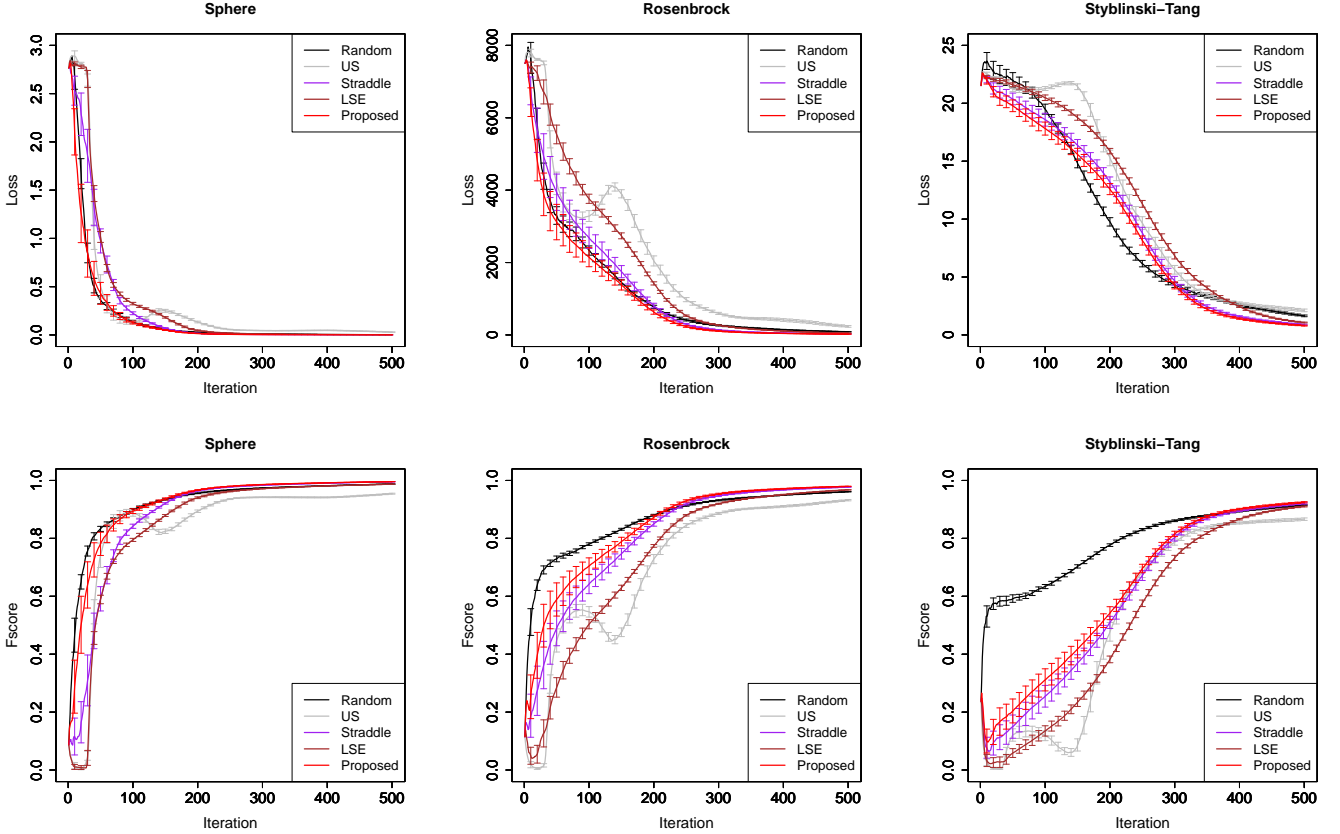 Sphere
Loss
3.0
2.5
2.0
1.5
1.0
0.5
0.0
0 100 200 300 400 500
Iteration
Random
US
Straddle
LSE
Proposed
Rosenbrock
Loss
8000
6000
4000
2000
0
0 100 200 300 400 500
Iteration
Random
US
Straddle
LSE
Proposed
Styblinski−Tang
Loss
25
20
15
10
5
0
0 100 200 300 400 500
Iteration
Random
US
Straddle
LSE
Proposed
Sphere
Fscore
1.0
0.8
0.6
0.4
0.2
0.0
0 100 200 300 400 500
Iteration
Random
US
Straddle
LSE
Proposed
Rosenbrock
Fscore
1.0
0.8
0.6
0.4
0.2
0.0
0 100 200 300 400 500
Iteration
Random
US
Straddle
LSE
Proposed
Styblinski−Tang
Fscore
1.0
0.8
0.6
0.4
0.2
0.0
0 100 200 300 400 500
Iteration
Random
US
Straddle
LSE
Proposed